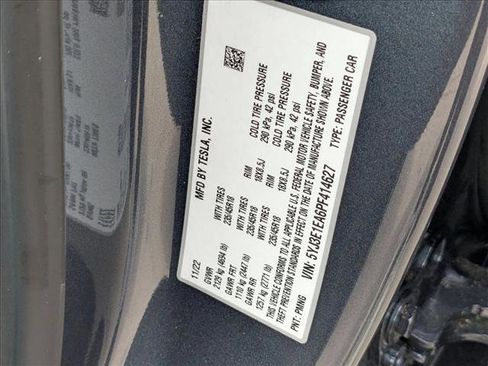 MFD BY TESLA, INC.
11/22
GVWR
2129 kg (4694 lb)
GAWR FRT WITH TIRES RIM COLD TIRE PRESSURE
1110 kg (2447 lb) 235/45R18 18X8.5J 290 kPa, 42 psi
GAWR RR WITH TIRES RIM COLD TIRE PRESSURE
1257 kg (2771 lb) 235/45R18 18X8.5J 290 kPa, 42 psi
THIS VEHICLE CONFORMS TO ALL FEDERAL MOTOR VEHICLE SAFETY, BUMPER, AND
THEFT PREVENTION STANDARDS IN EFFECT ON THE DATE OF MANUFACTURE SHOWN ABOVE.
VIN: 5YJ3E1EA6PF414627 TYPE: PASSENGER CAR
PNT: PMNG